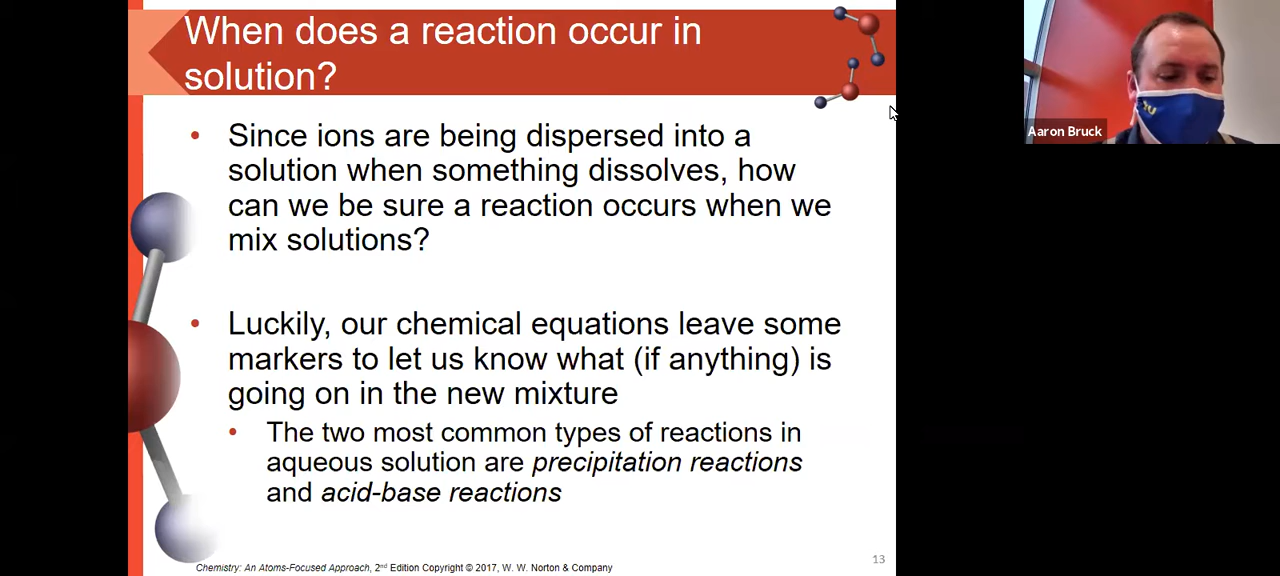 When does a reaction occur in
solution?
Aaron Bruck
• Since ions are being dispersed into a
solution when something dissolves, how
can we be sure a reaction occurs when we
mix solutions?
• Luckily, our chemical equations leave some
markers to let us know what (if anything) is
going on in the new mixture
• The two most common types of reactions in
aqueous solution are precipitation reactions
and acid-base reactions
13
Chemistry: An Atoms-Focused Approach, 2nd Edition Copyright © 2017, W. W. Norton & Company